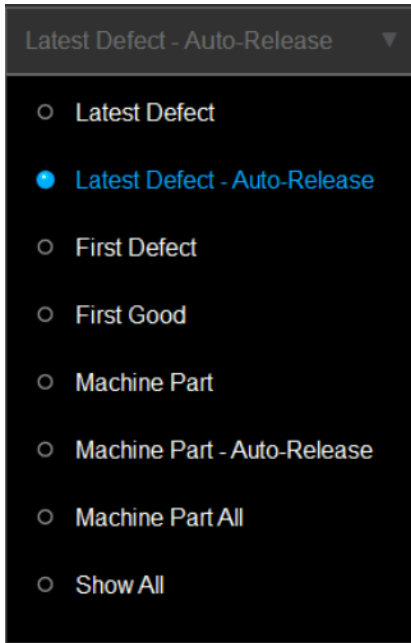 Latest Defect - Auto-Release
Latest Defect
Latest Defect - Auto-Release
First Defect
First Good
Machine Part
Machine Part - Auto-Release
Machine Part All
Show All